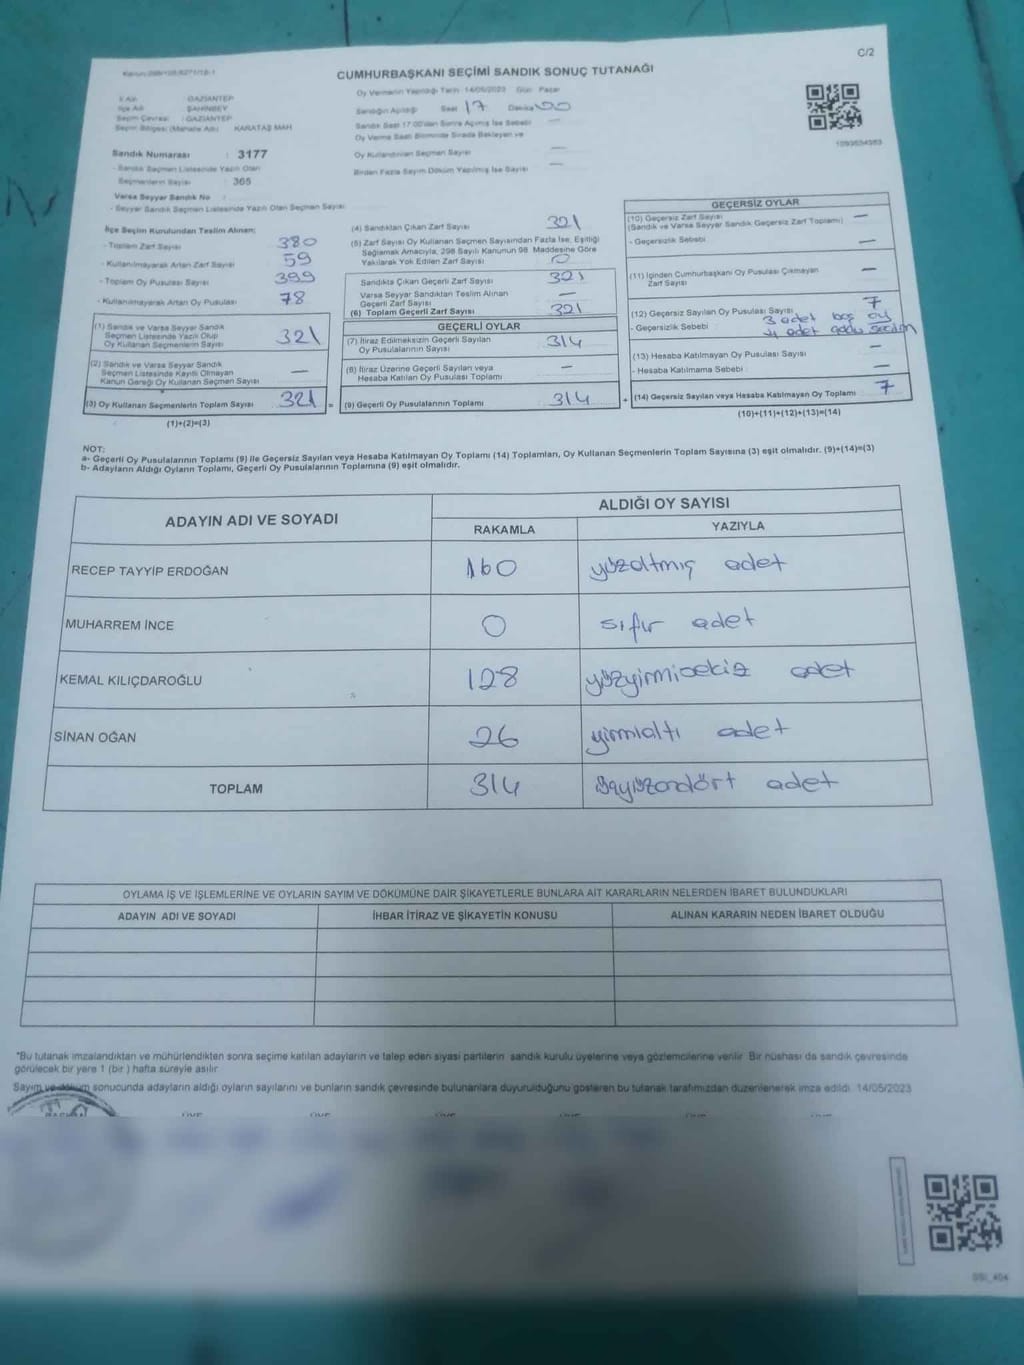 C/2
CUMHURBAŞKANI SEÇİMİ SANDIK SONUÇ TUTANAĞI
Oy Vermenin Yapıldığı Tarih 14/05/2023 Gün Pazar
İl Adı GAZİANTEP
İlçe Adı ŞAHİNBEY
Seçim Çevresi : GAZİANTEP
Seçim Bölgesi (Mahalle Adı) KARATAŞ MAH
Sandık Numarası : 3177
- Sandık Seçmen Listesinde Yazılı Olan
Seçmenlerin Sayısı : 365
Varsa Seyyar Sandık No :
- Seyyar Sandık Seçmen Listesinde Yazılı Olan Seçmen Sayısı
Sandığın Açıldığı Saat 17 Dakika 00
Sandık Saat 17.00'dan Sonra Açılmış İse Sebebi —
Oy Verme Saati Bitiminde Sırada Bekleyen ve
Oy Kullandırılan Seçmen Sayısı —
Birden Fazla Sayım Döküm Yapılmış İse Sayısı —
İlçe Seçim Kurulundan Teslim Alınan;
- Toplam Zarf Sayısı 380
- Kullanılmayarak Artan Zarf Sayısı 59
- Toplam Oy Pusulası Sayısı 399
- Kullanılmayarak Artan Oy Pusulası 78
(1) Sandık ve Varsa Seyyar Sandık
Seçmen Listesinde Yazılı Olup
Oy Kullanan Seçmenlerin Sayısı 321
(2) Sandık ve Varsa Seyyar Sandık
Seçmen Listesinde Kayıtlı Olmayan
Kanun Gereği Oy Kullanan Seçmen Sayısı —
(3) Oy Kullanan Seçmenlerin Toplam Sayısı 321 =
(1)+(2)=(3)
(4) Sandıktan Çıkan Zarf Sayısı 321
(5) Zarf Sayısı Oy Kullanan Seçmen Sayısından Fazla İse, Eşitliği
Sağlamak Amacıyla, 298 Sayılı Kanunun 98. Maddesine Göre
Yakılarak Yok Edilen Zarf Sayısı 0
Sandıkta Çıkan Geçerli Zarf Sayısı 321
Varsa Seyyar Sandıktan Teslim Alınan
Geçerli Zarf Sayısı —
(6) Toplam Geçerli Zarf Sayısı 321
GEÇERLİ OYLAR
(7) İtiraz Edilmeksizin Geçerli Sayılan
Oy Pusulalarının Sayısı 314
(8) İtiraz Üzerine Geçerli Sayılan veya
Hesaba Katılan Oy Pusulası Toplamı —
(9) Geçerli Oy Pusulalarının Toplamı 314 +
GEÇERSİZ OYLAR
(10) Geçersiz Zarf Sayısı
(Sandık ve Varsa Seyyar Sandık Geçersiz Zarf Toplamı) —
- Geçersizlik Sebebi —
(11) İçinden Cumhurbaşkanı Oy Pusulası Çıkmayan
Zarf Sayısı —
(12) Geçersiz Sayılan Oy Pusulası Sayısı 7
- Geçersizlik Sebebi 3 adet boş oy
4 adet
(13) Hesaba Katılmayan Oy Pusulası Sayısı —
- Hesaba Katılmama Sebebi —
(14) Geçersiz Sayılan veya Hesaba Katılmayan Oy Toplamı 7
(10)+(11)+(12)+(13)=(14)
NOT:
a- Geçerli Oy Pusulalarının Toplamı (9) ile Geçersiz Sayılan veya Hesaba Katılmayan Oy Toplamı (14) Toplamları, Oy Kullanan Seçmenlerin Toplam Sayısına (3) eşit olmalıdır. (9)+(14)=(3)
b- Adayların Aldığı Oyların Toplamı, Geçerli Oy Pusulalarının Toplamına (9) eşit olmalıdır.
ADAYIN ADI VE SOYADI ALDIĞI OY SAYISI
RAKAMLA YAZIYLA
RECEP TAYYİP ERDOĞAN 160 yüzaltmış adet
MUHARREM İNCE 0 sıfır adet
KEMAL KILIÇDAROĞLU 128 yüzyirmisekiz adet
SİNAN OĞAN 26 yirmialtı adet
TOPLAM 314 üçyüzondört adet
OYLAMA İŞ VE İŞLEMLERİNE VE OYLARIN SAYIM VE DÖKÜMÜNE DAİR ŞİKAYETLERLE BUNLARA AİT KARARLARIN NELERDEN İBARET BULUNDUKLARI
ADAYIN ADI VE SOYADI İHBAR İTİRAZ VE ŞİKAYETİN KONUSU ALINAN KARARIN NEDEN İBARET OLDUĞU
*Bu tutanak imzalandıktan ve mühürlendikten sonra seçime katılan adayların ve talep eden siyasi partilerin sandık kurulu üyelerine veya gözlemcilerine verilir. Bir nüshası da sandık çevresinde
görülecek bir yere 1 (bir) hafta süreyle asılır.
Sayım ve döküm sonucunda adayların aldığı oyların sayılarını ve bunların sandık çevresinde bulunanlara duyurulduğunu gösteren bu tutanak tarafımızdan düzenlenerek imza edildi. 14/05/2023